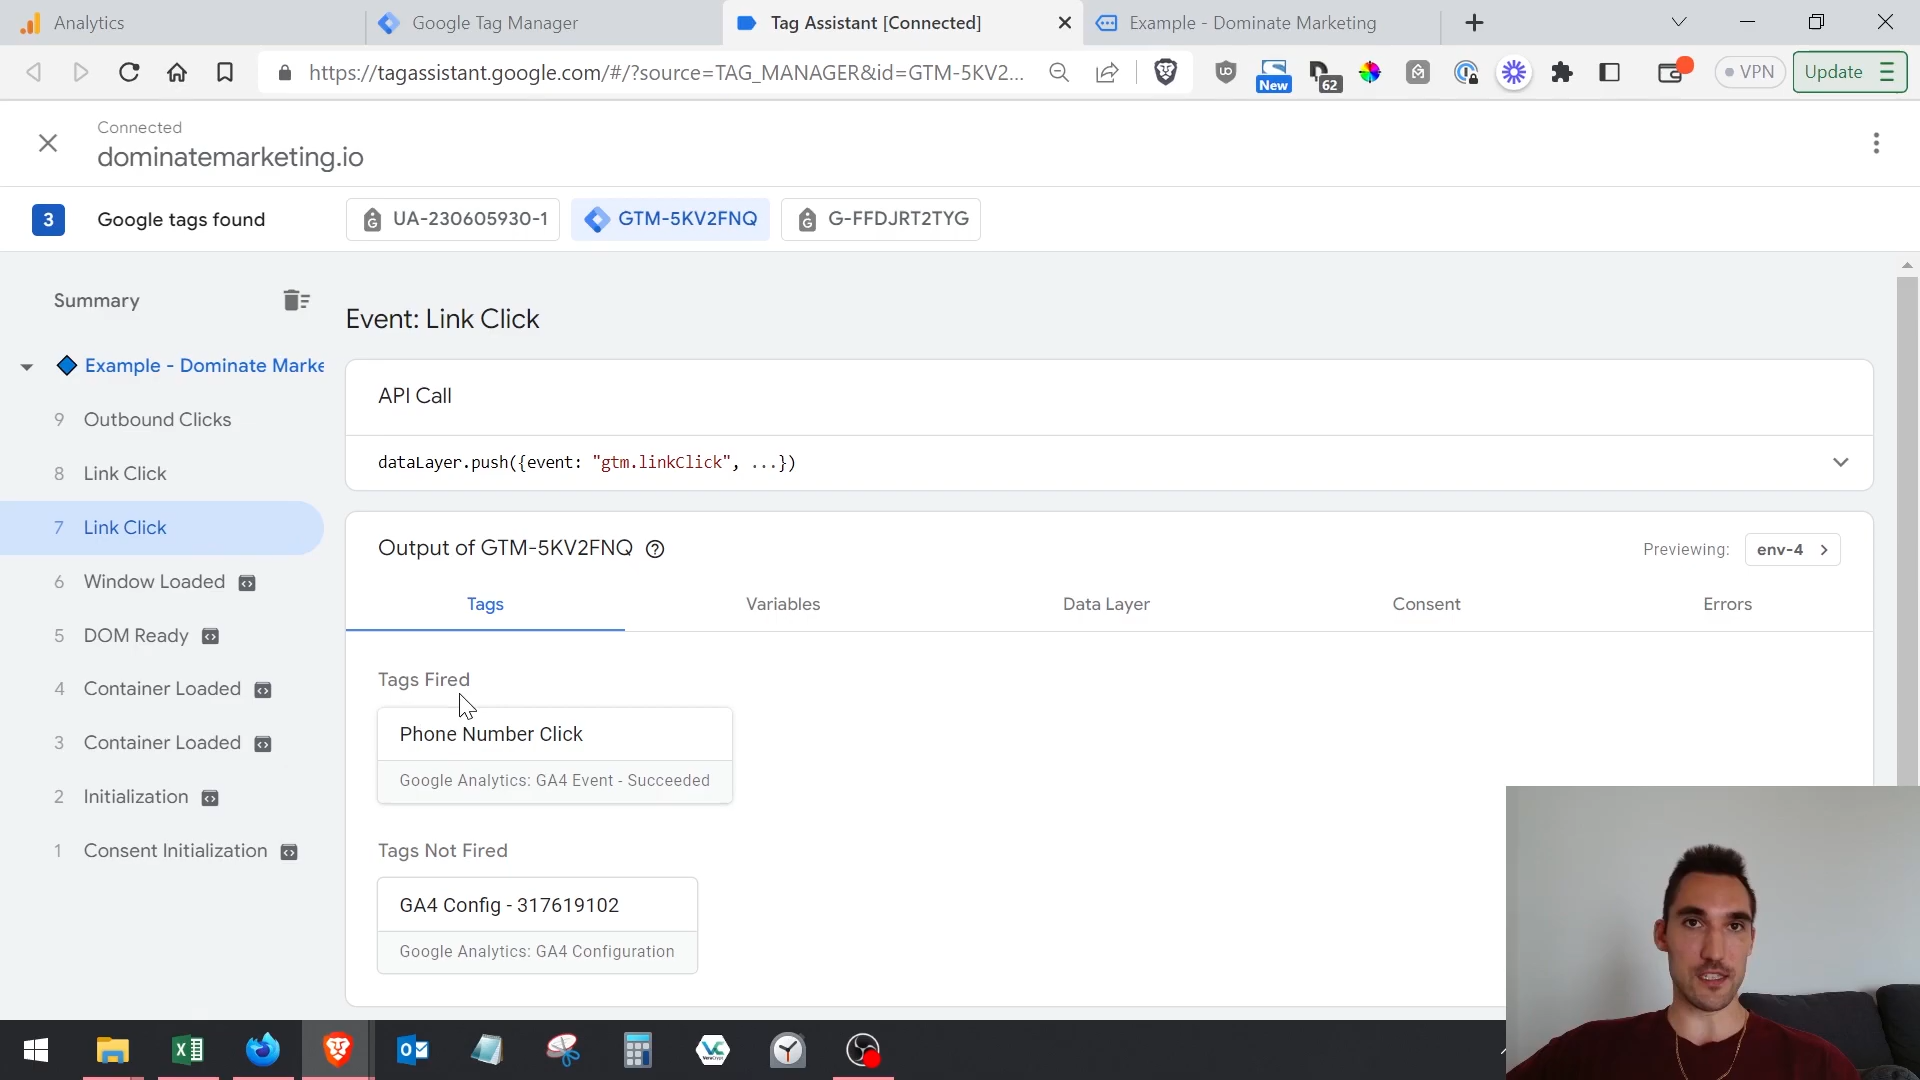 Analytics
Google Tag Manager
Tag Assistant [Connected]
Example - Dominate Marketing
https://tagassistant.google.com/#/?source=TAG_MANAGER&id=GTM-5KV2...
New
62
VPN
Update
Connected
dominatemarketing.io
3
Google tags found
UA-230605930-1
GTM-5KV2FNQ
G-FFDJRT2TYG
Summary
Example - Dominate Marke
9 Outbound Clicks
8 Link Click
7 Link Click
6 Window Loaded
5 DOM Ready
4 Container Loaded
3 Container Loaded
2 Initialization
1 Consent Initialization
Event: Link Click
API Call
dataLayer.push({event: "gtm.linkClick", ...})
Output of GTM-5KV2FNQ
Previewing: env-4
Tags
Variables
Data Layer
Consent
Errors
Tags Fired
Phone Number Click
Google Analytics: GA4 Event - Succeeded
Tags Not Fired
GA4 Config - 317619102
Google Analytics: GA4 Configuration